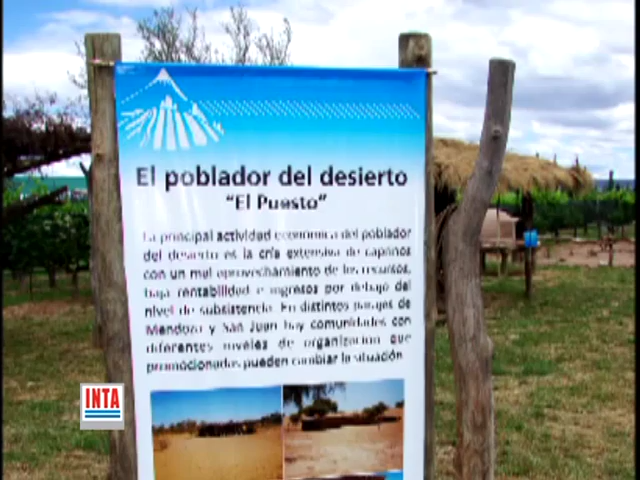 El poblador del desierto
"El Puesto"
La principal actividad económica del poblador
del desierto es la cría extensiva de caprinos
con un mal aprovechamiento de los recursos,
baja rentabilidad e ingresos por debajo del
nivel de subsistencia. En distintos parajes de
Mendoza y San Juan hay comunidades con
diferentes niveles de organización que
promocionadas pueden cambiar la situación.
INTA